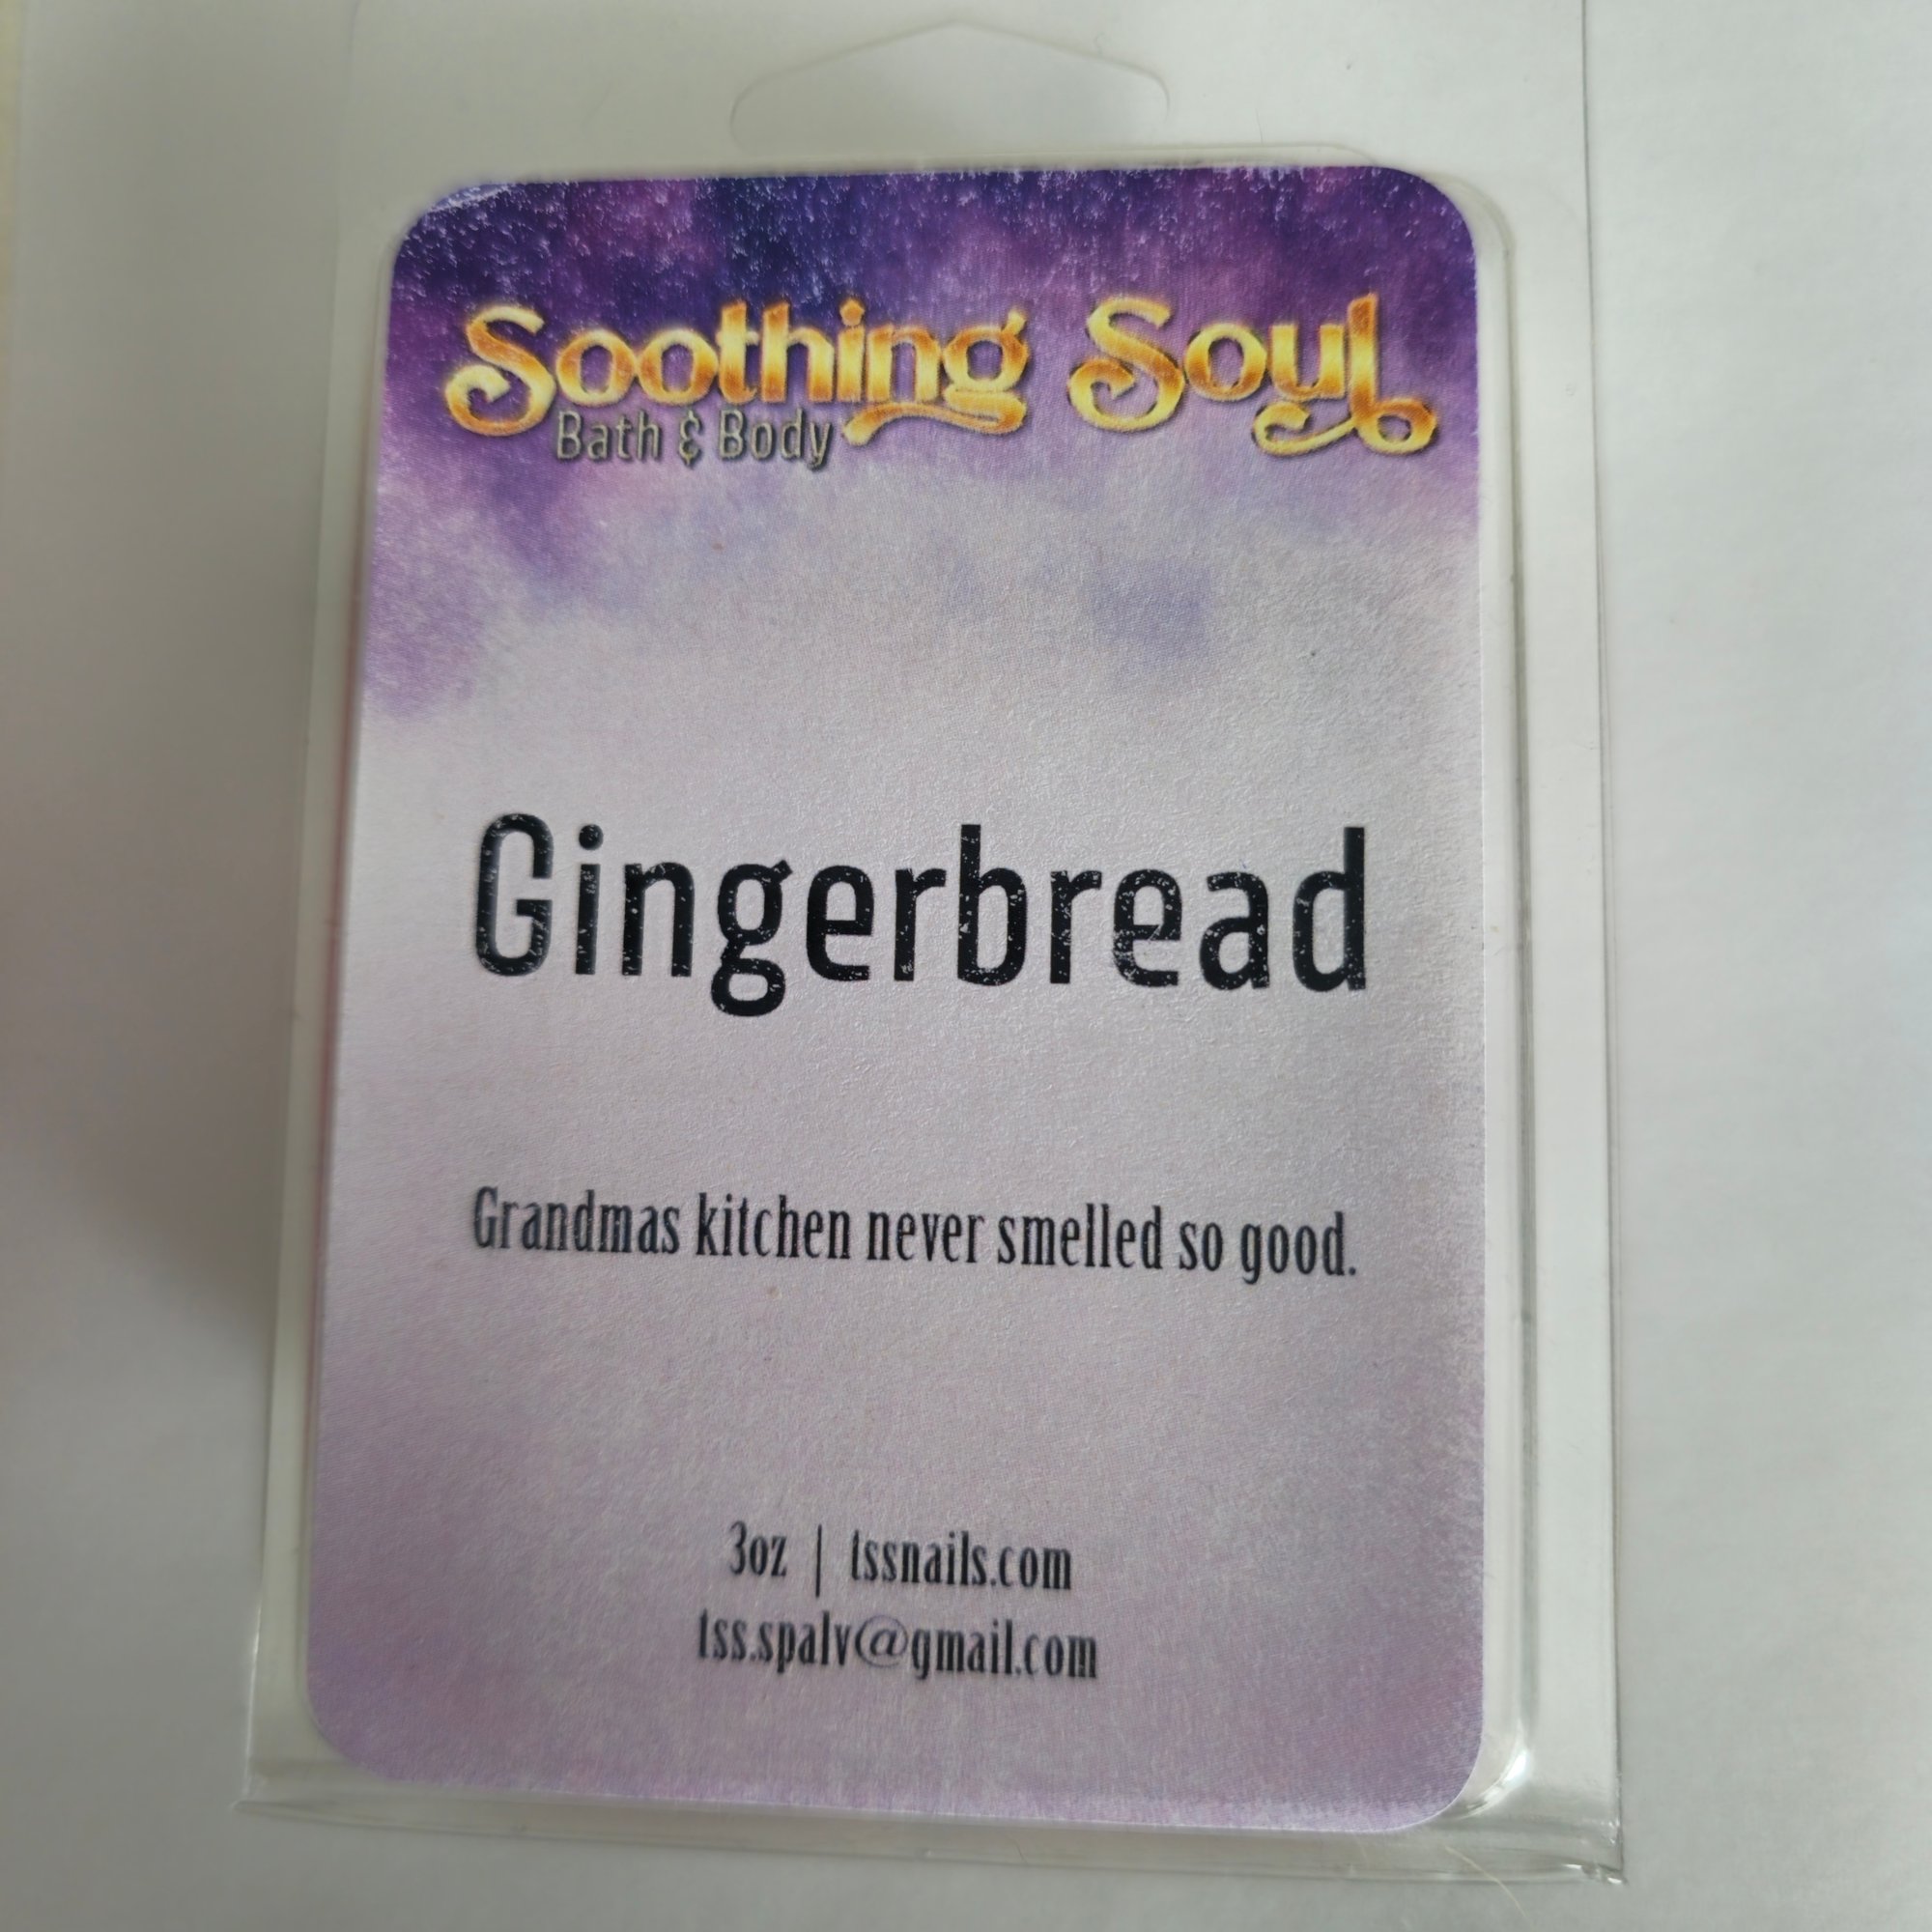 Soothing Soul
Bath & Body
Gingerbread
Grandmas kitchen never smelled so good.
3oz | tssnails.com
tss.spalv@gmail.com